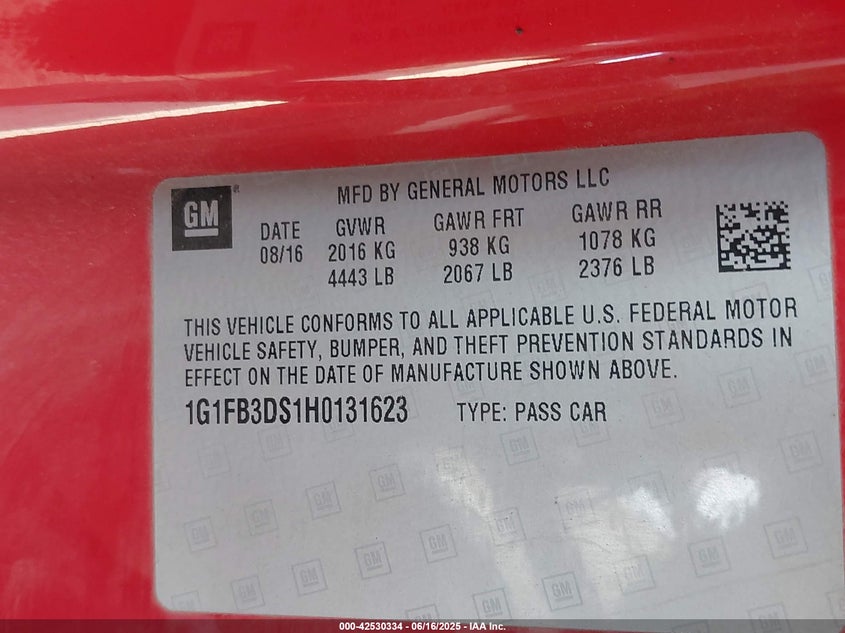 MFD BY GENERAL MOTORS LLC
GM®
DATE GVWR GAWR FRT GAWR RR
08/16 2016 KG 938 KG 1078 KG
4443 LB 2067 LB 2376 LB
THIS VEHICLE CONFORMS TO ALL APPLICABLE U.S. FEDERAL MOTOR
VEHICLE SAFETY, BUMPER, AND THEFT PREVENTION STANDARDS IN
EFFECT ON THE DATE OF MANUFACTURE SHOWN ABOVE.
1G1FB3DS1H0131623 TYPE: PASS CAR
000-42530334 - 06/16/2025 - IAA Inc.